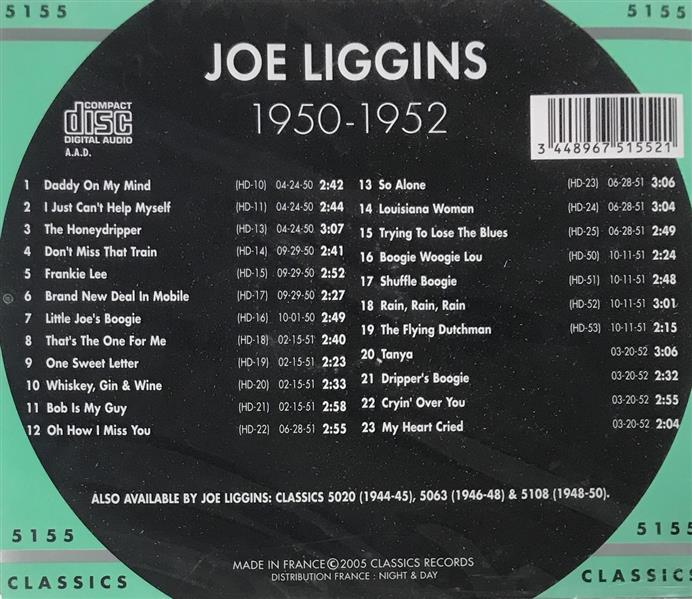 5155 5155
JOE LIGGINS
1950-1952
COMPACT
disc
DIGITAL AUDIO
A.A.D.
3 448967 515521
1 Daddy On My Mind (HD-10) 04-24-50 2:42
2 I Just Can't Help Myself (HD-11) 04-24-50 2:44
3 The Honeydripper (HD-13) 04-24-50 3:07
4 Don't Miss That Train (HD-14) 09-29-50 2:41
5 Frankie Lee (HD-15) 09-29-50 2:52
6 Brand New Deal In Mobile (HD-17) 09-29-50 2:27
7 Little Joe's Boogie (HD-16) 10-01-50 2:49
8 That's The One For Me (HD-18) 02-15-51 2:40
9 One Sweet Letter (HD-19) 02-15-51 2:23
10 Whiskey, Gin & Wine (HD-20) 02-15-51 2:33
11 Bob Is My Guy (HD-21) 02-15-51 2:58
12 Oh How I Miss You (HD-22) 06-28-51 2:55
13 So Alone (HD-23) 06-28-51 3:06
14 Louisiana Woman (HD-24) 06-28-51 3:04
15 Trying To Lose The Blues (HD-25) 06-28-51 2:49
16 Boogie Woogie Lou (HD-50) 10-11-51 2:24
17 Shuffle Boogie (HD-51) 10-11-51 2:48
18 Rain, Rain, Rain (HD-52) 10-11-51 3:01
19 The Flying Dutchman (HD-53) 10-11-51 2:15
20 Tanya 03-20-52 3:06
21 Dripper's Boogie 03-20-52 2:32
22 Cryin' Over You 03-20-52 2:55
23 My Heart Cried 03-20-52 2:04
ALSO AVAILABLE BY JOE LIGGINS: CLASSICS 5020 (1944-45), 5063 (1946-48) & 5108 (1948-50).
5155 5155
MADE IN FRANCE©2005 CLASSICS RECORDS
DISTRIBUTION FRANCE : NIGHT & DAY
CLASSICS CLASSICS